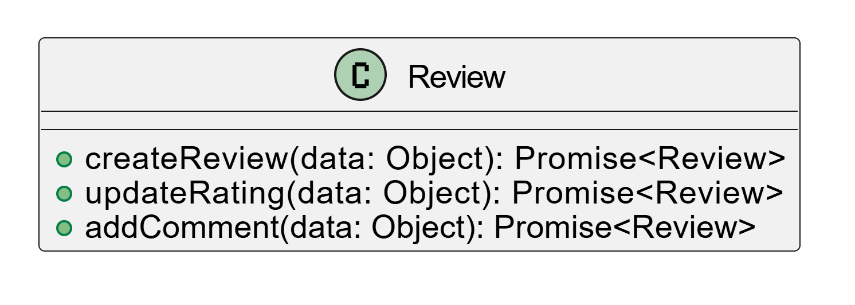 C Review
createReview(data: Object): Promise<Review>
updateRating(data: Object): Promise<Review>
addComment(data: Object): Promise<Review>